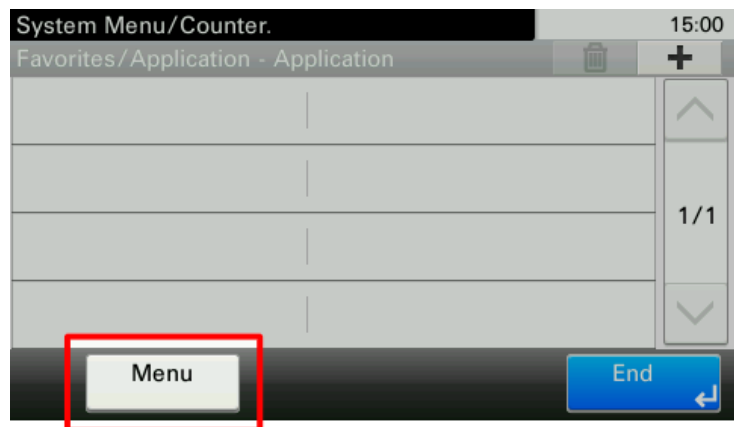 System Menu/Counter.
15:00
Favorites/Application - Application
1/1
Menu
End